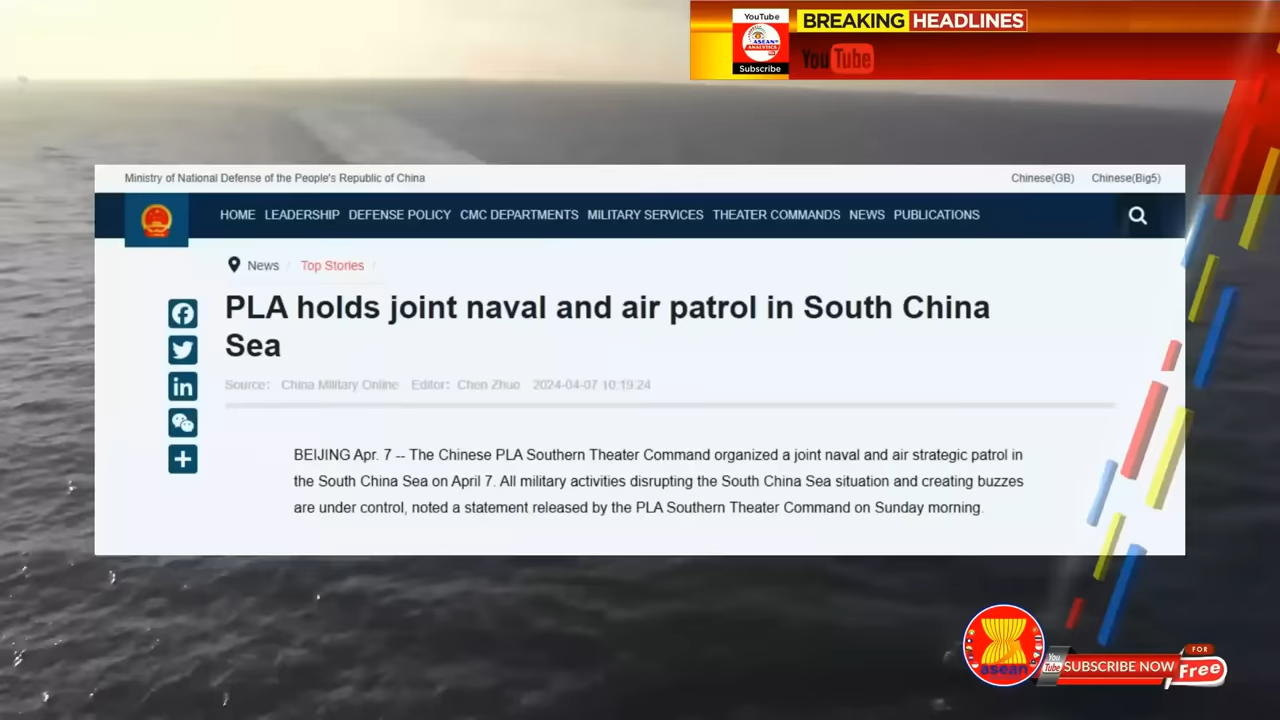 YouTube
BREAKING HEADLINES
ASEAN
ANALYTICS
Subscribe
YouTube
Ministry of National Defense of the People's Republic of China
Chinese(GB) Chinese(Big5)
HOME LEADERSHIP DEFENSE POLICY CMC DEPARTMENTS MILITARY SERVICES THEATER COMMANDS NEWS PUBLICATIONS
News / Top Stories /
PLA holds joint naval and air patrol in South China
Sea
Source: China Military Online Editor: Chen Zhuo 2024-04-07 10:19:24
BEIJING Apr. 7 -- The Chinese PLA Southern Theater Command organized a joint naval and air strategic patrol in
the South China Sea on April 7. All military activities disrupting the South China Sea situation and creating buzzes
are under control, noted a statement released by the PLA Southern Theater Command on Sunday morning.
asean
You
Tube
SUBSCRIBE NOW
FOR
Free